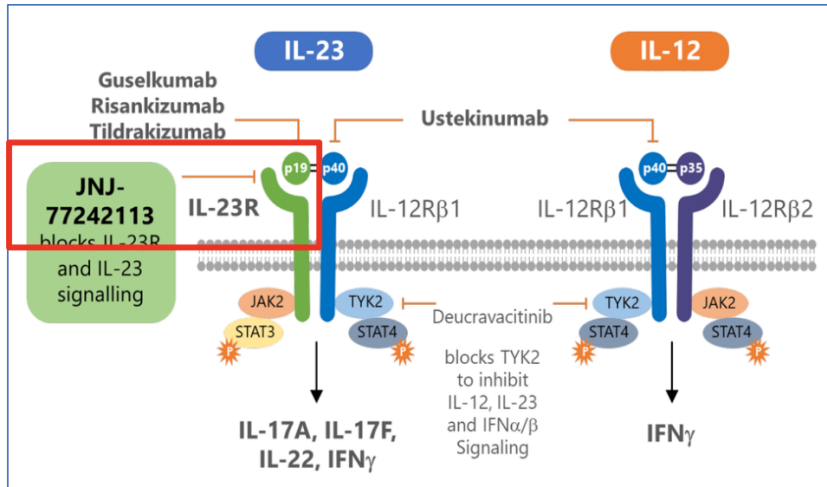 IL-23
IL-12
Guselkumab
Risankizumab
Tildrakizumab
Ustekinumab
p19
p40
p40
p35
JNJ-
77242113
blocks IL-23R
and IL-23
signalling
IL-23R
IL-12Rβ1
IL-12Rβ1
IL-12Rβ2
JAK2
TYK2
TYK2
JAK2
STAT3
STAT4
STAT4
STAT4
P
P
P
P
Deucravacitinib
blocks TYK2
to inhibit
IL-12, IL-23
and IFNα/β
Signaling
IL-17A, IL-17F,
IL-22, IFNγ
IFNγ